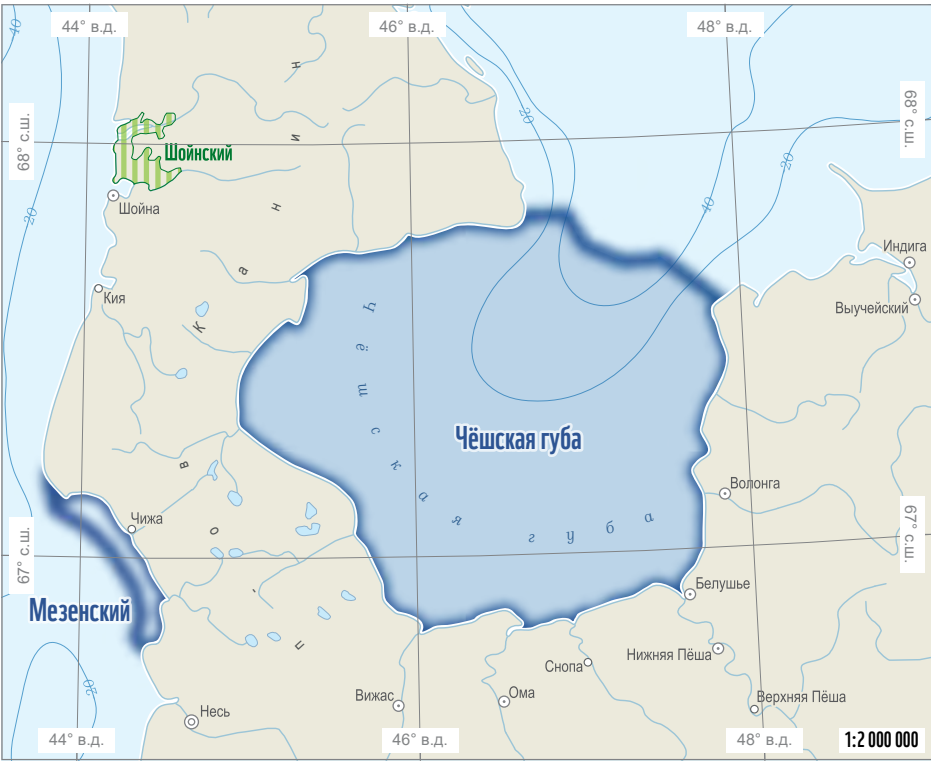 44° в.д.
46° в.д.
48° в.д.
40
20
68° с.ш.
68° с.ш.
Шойнский
Шойна
20
20
40
Индига
Выучейский
Кия
п - о в К а н и н
Чёшская губа
Чёшская губа
Волонга
Чижа
67° с.ш.
67° с.ш.
Мезенский
Белушье
Снопа
Нижняя Пёша
Вижас
Ома
Верхняя Пёша
20
Несь
44° в.д.
46° в.д.
48° в.д.
1:2 000 000